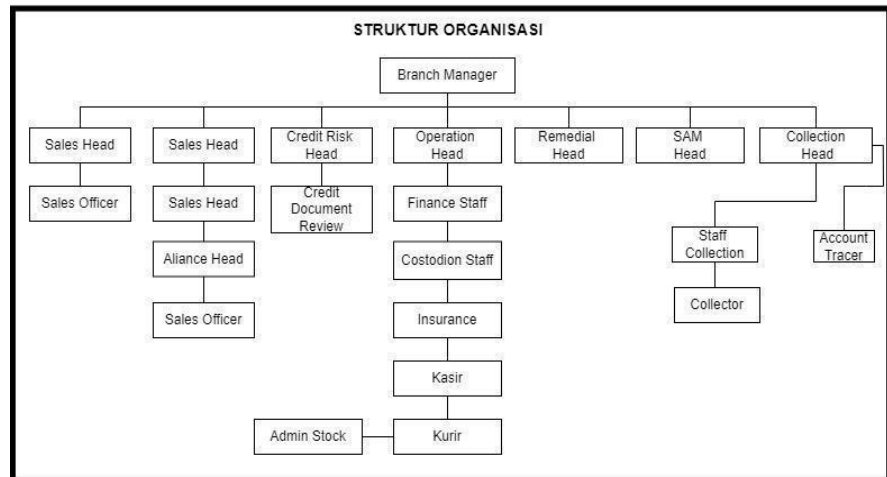 STRUKTUR ORGANISASI
Branch Manager
Sales Head
Sales Head
Credit Risk
Head
Operation
Head
Remedial
Head
SAM
Head
Collection
Head
Sales Officer
Sales Head
Credit
Document
Review
Finance Staff
Staff
Collection
Account
Tracer
Aliance Head
Costodion Staff
Collector
Sales Officer
Insurance
Kasir
Admin Stock
Kurir